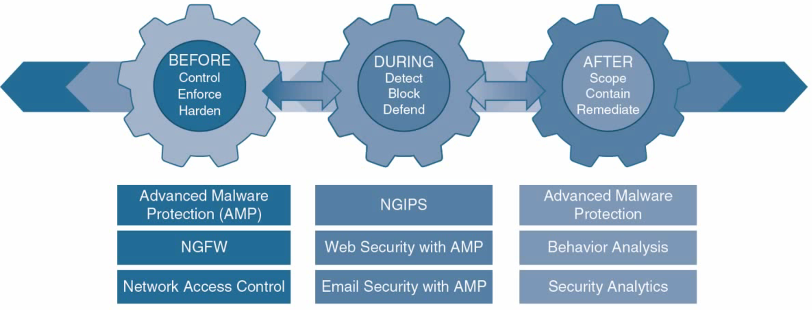 BEFORE
Control
Enforce
Harden
DURING
Detect
Block
Defend
AFTER
Scope
Contain
Remediate
Advanced Malware
Protection (AMP)
NGFW
Network Access Control
NGIPS
Web Security with AMP
Email Security with AMP
Advanced Malware
Protection
Behavior Analysis
Security Analytics